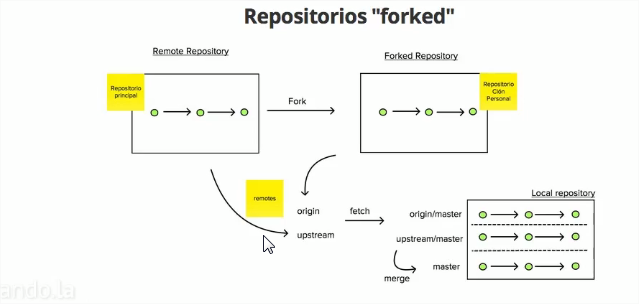 Repositorios "forked"
Remote Repository
Forked Repository
Repositorio
principal
Fork
Repositorio
Clón
Personal
remotes
origin
upstream
fetch
Local repository
origin/master
upstream/master
merge
master
ando.la